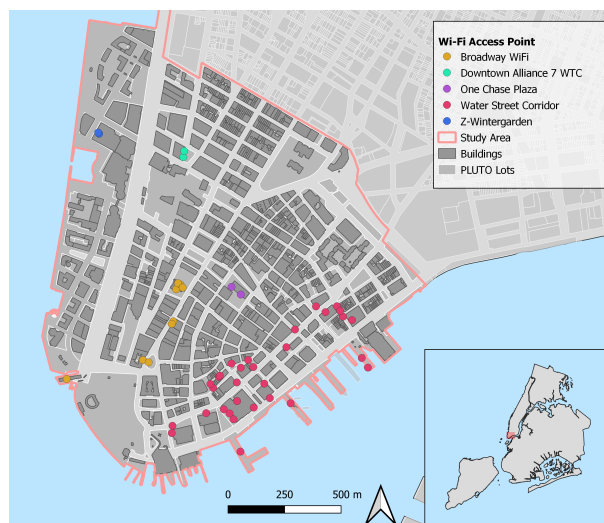 Wi-Fi Access Point
Broadway WiFi
Downtown Alliance 7 WTC
One Chase Plaza
Water Street Corridor
Z-Wintergarden
Study Area
Buildings
PLUTO Lots
0 250 500 m